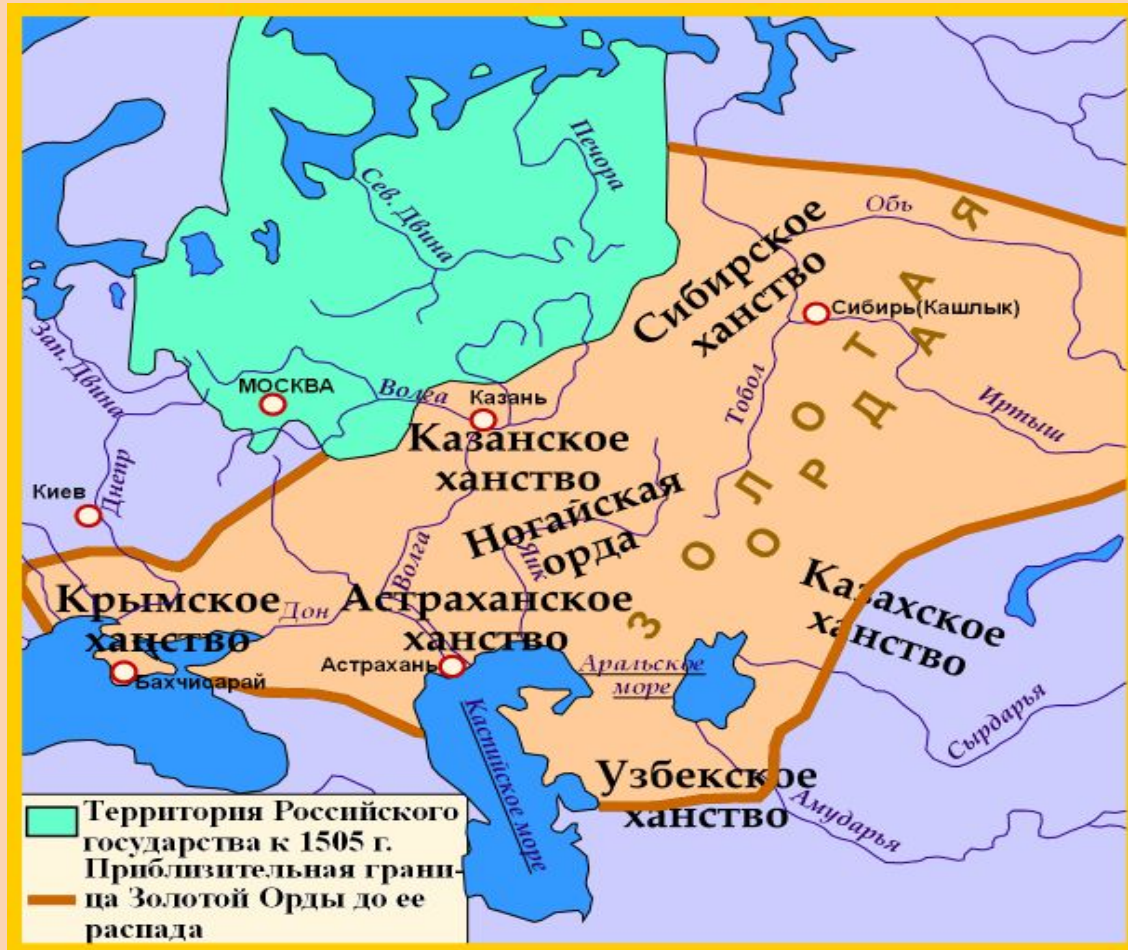 Печора
Сев. Двина
Обь
Сибирское
ханство
Сибирь(Кашлык)
Зап. Двина
МОСКВА
Волга
Казань
Тобол
Иртыш
Казанское
ханство
Киев
Днепр
Ногайская
орда
Яик
Волга
ЗОЛОТАЯ
ОРДА
Казахское
ханство
Крымское
ханство
Дон
Астраханское
ханство
Астрахань
Бахчисарай
Аральское
море
Каспийское море
Сырдарья
Узбекское
ханство
Амударья
Территория Российского
государства к 1505 г.
Приблизительная грани-
ца Золотой Орды до ее
распада